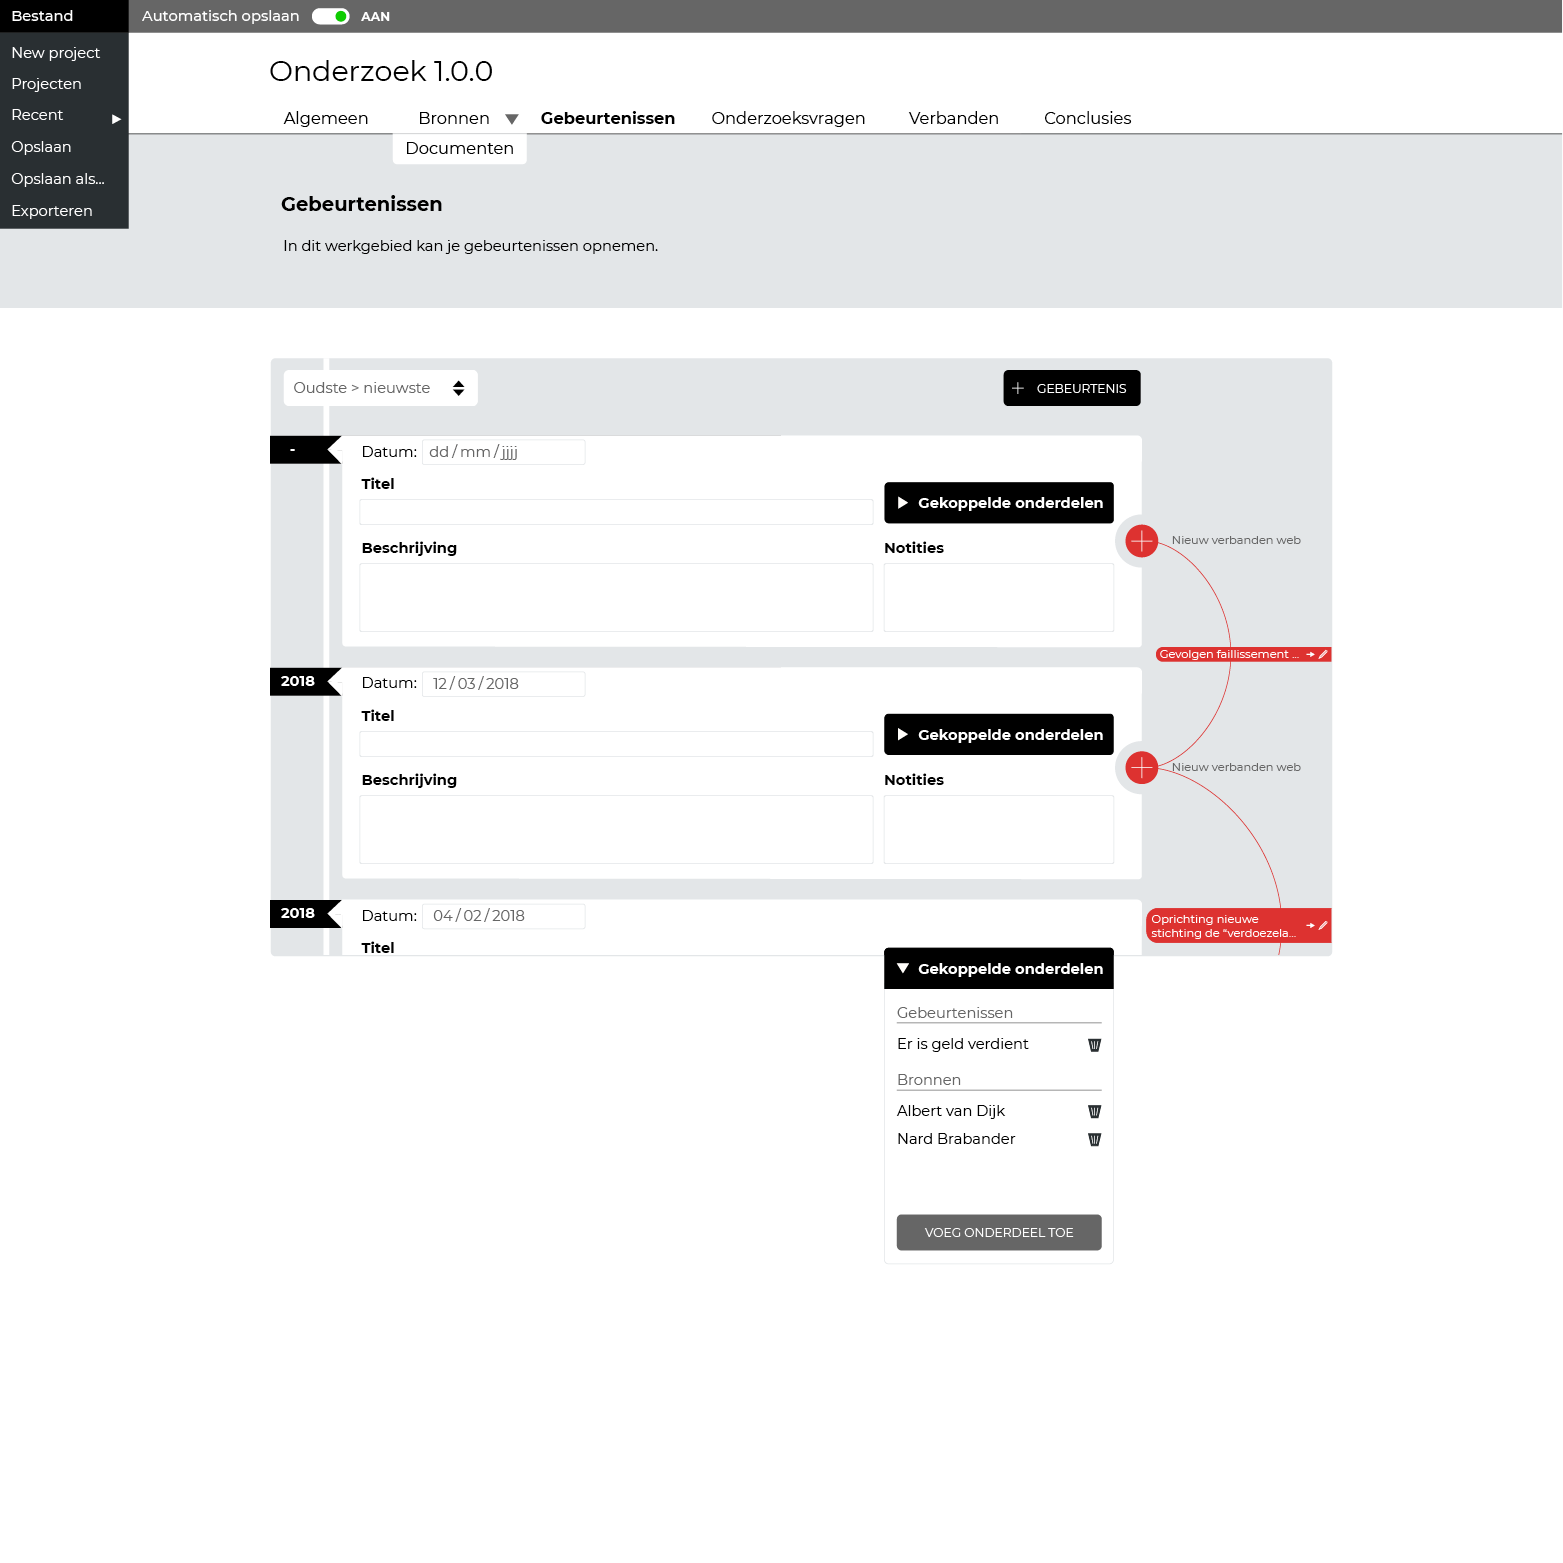 Bestand
Automatisch opslaan AAN
New project
Projecten
Recent
Opslaan
Opslaan als...
Exporteren
Onderzoek 1.0.0
Algemeen Bronnen Gebeurtenissen Onderzoeksvragen Verbanden Conclusies
Documenten
Gebeurtenissen
In dit werkgebied kan je gebeurtenissen opnemen.
Oudste > nieuwste
GEBEURTENIS
-
Datum: dd / mm / jjjj
Titel
Gekoppelde onderdelen
Nieuw verbanden web
Beschrijving
Notities
Gevolgen faillissement ...
2018
Datum: 12 / 03 / 2018
Titel
Gekoppelde onderdelen
Nieuw verbanden web
Beschrijving
Notities
2018
Datum: 04 / 02 / 2018
Oprichting nieuwe
stichting de “verdoezela...
Titel
Gekoppelde onderdelen
Gebeurtenissen
Er is geld verdient
Bronnen
Albert van Dijk
Nard Brabander
VOEG ONDERDEEL TOE